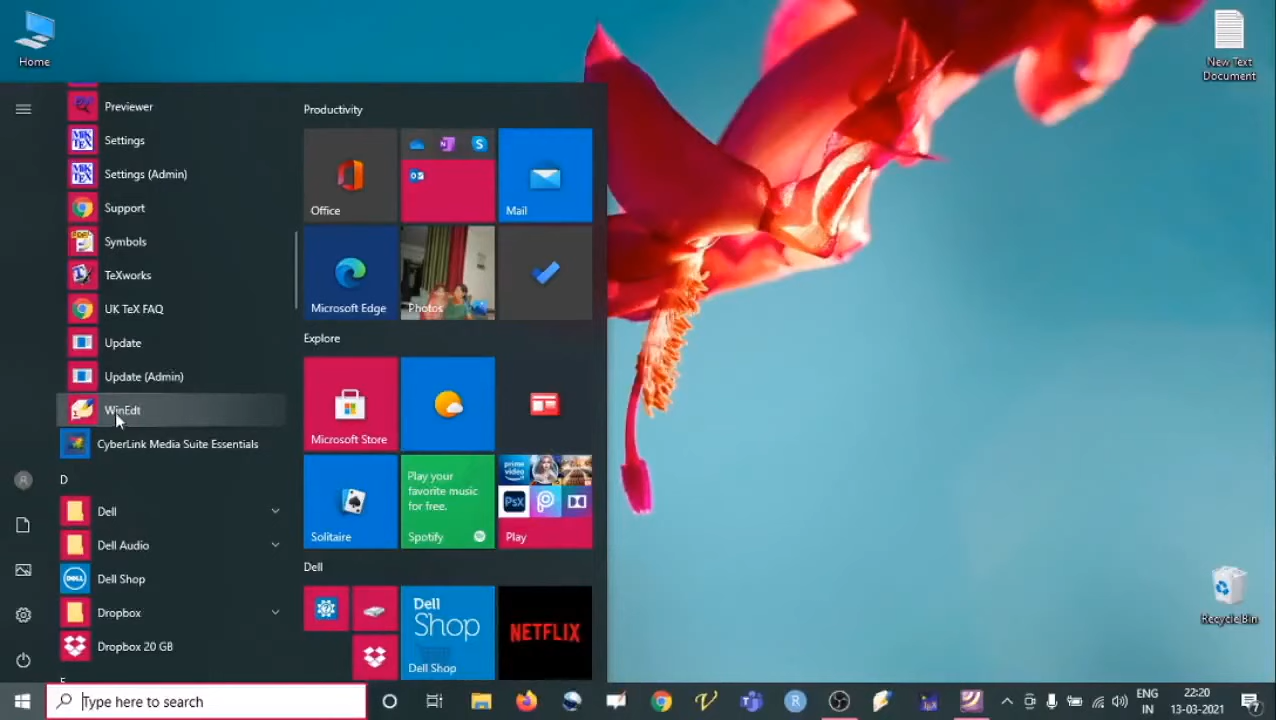 Home
New Text
Document
Previewer
Settings
Settings (Admin)
Support
Symbols
TeXworks
UK TeX FAQ
Update
Update (Admin)
WinEdt
CyberLink Media Suite Essentials
D
Dell
Dell Audio
Dell Shop
Dropbox
Dropbox 20 GB
Productivity
Office
Mail
Microsoft Edge
Photos
Explore
Microsoft Store
Solitaire
Play your
favorite music
for free.
Spotify
prime
video
PsX
Play
Dell
Dell
Shop
Dell Shop
NETFLIX
Recycle Bin
Type here to search
ENG
IN
22:20
13-03-2021